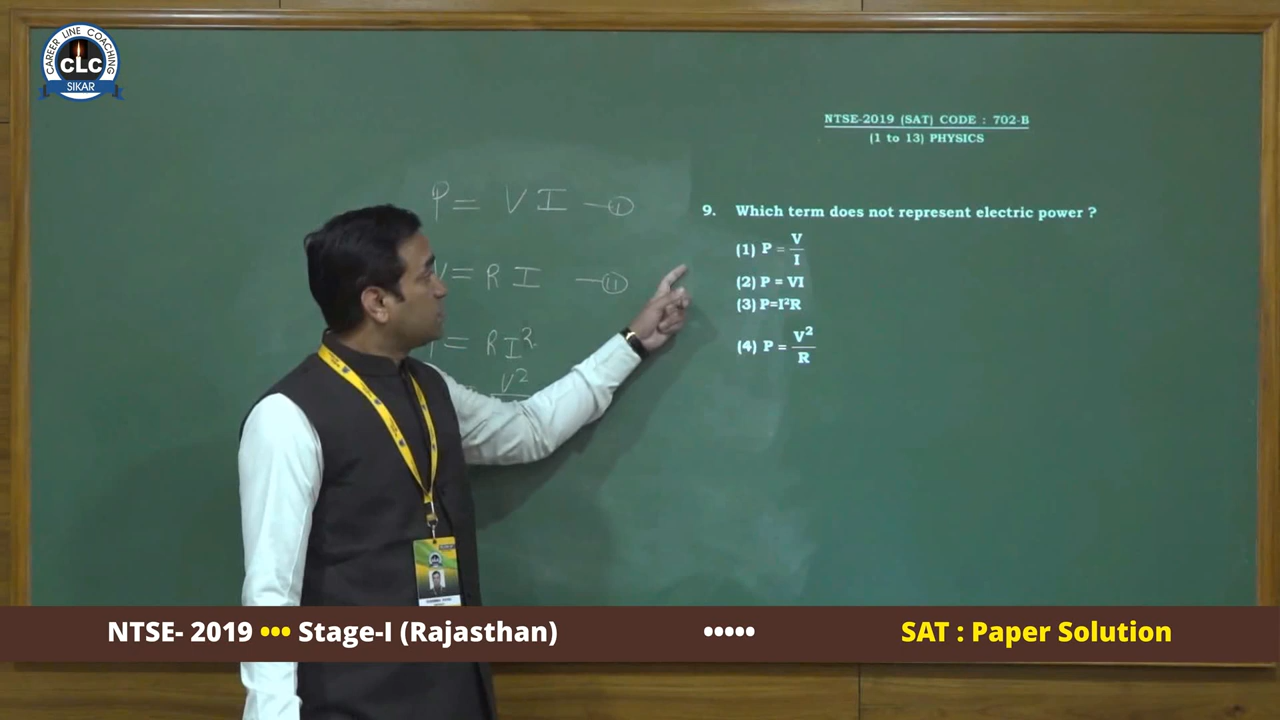 CAREER LINE COACHING
CLC
SIKAR
NTSE-2019 (SAT) CODE : 702-B
(1 to 13) PHYSICS
P = VI — (I)
= RI — (II)
= RI²
V²
9. Which term does not represent electric power ?
(1) P = V/I
(2) P = VI
(3) P=I²R
(4) P = V²/R
NTSE- 2019 ••• Stage-I (Rajasthan) ••••• SAT : Paper Solution